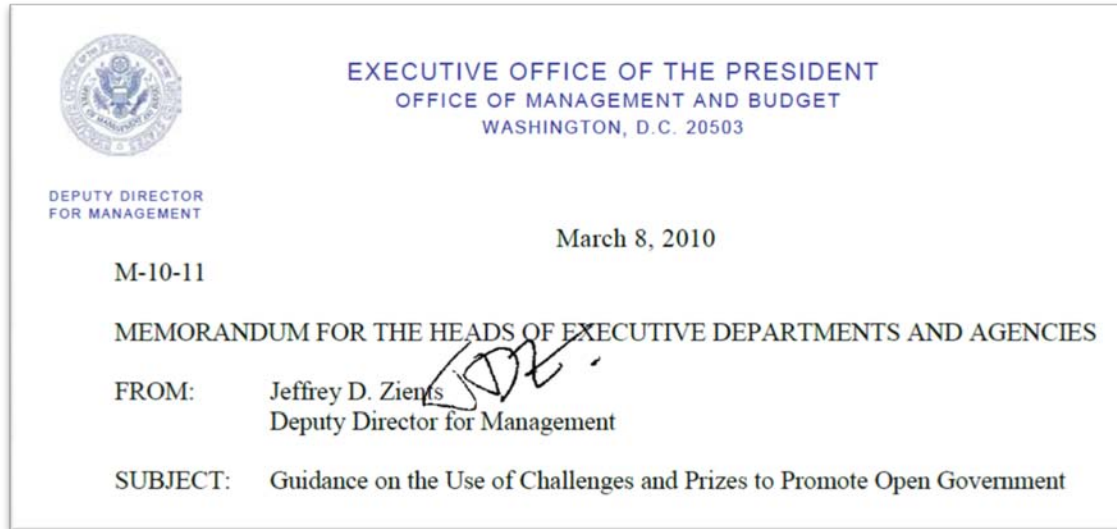 EXECUTIVE OFFICE OF THE PRESIDENT
OFFICE OF MANAGEMENT AND BUDGET
WASHINGTON, D.C. 20503
DEPUTY DIRECTOR
FOR MANAGEMENT
March 8, 2010
M-10-11
MEMORANDUM FOR THE HEADS OF EXECUTIVE DEPARTMENTS AND AGENCIES
FROM: Jeffrey D. Zients
JDZ.
Deputy Director for Management
SUBJECT: Guidance on the Use of Challenges and Prizes to Promote Open Government